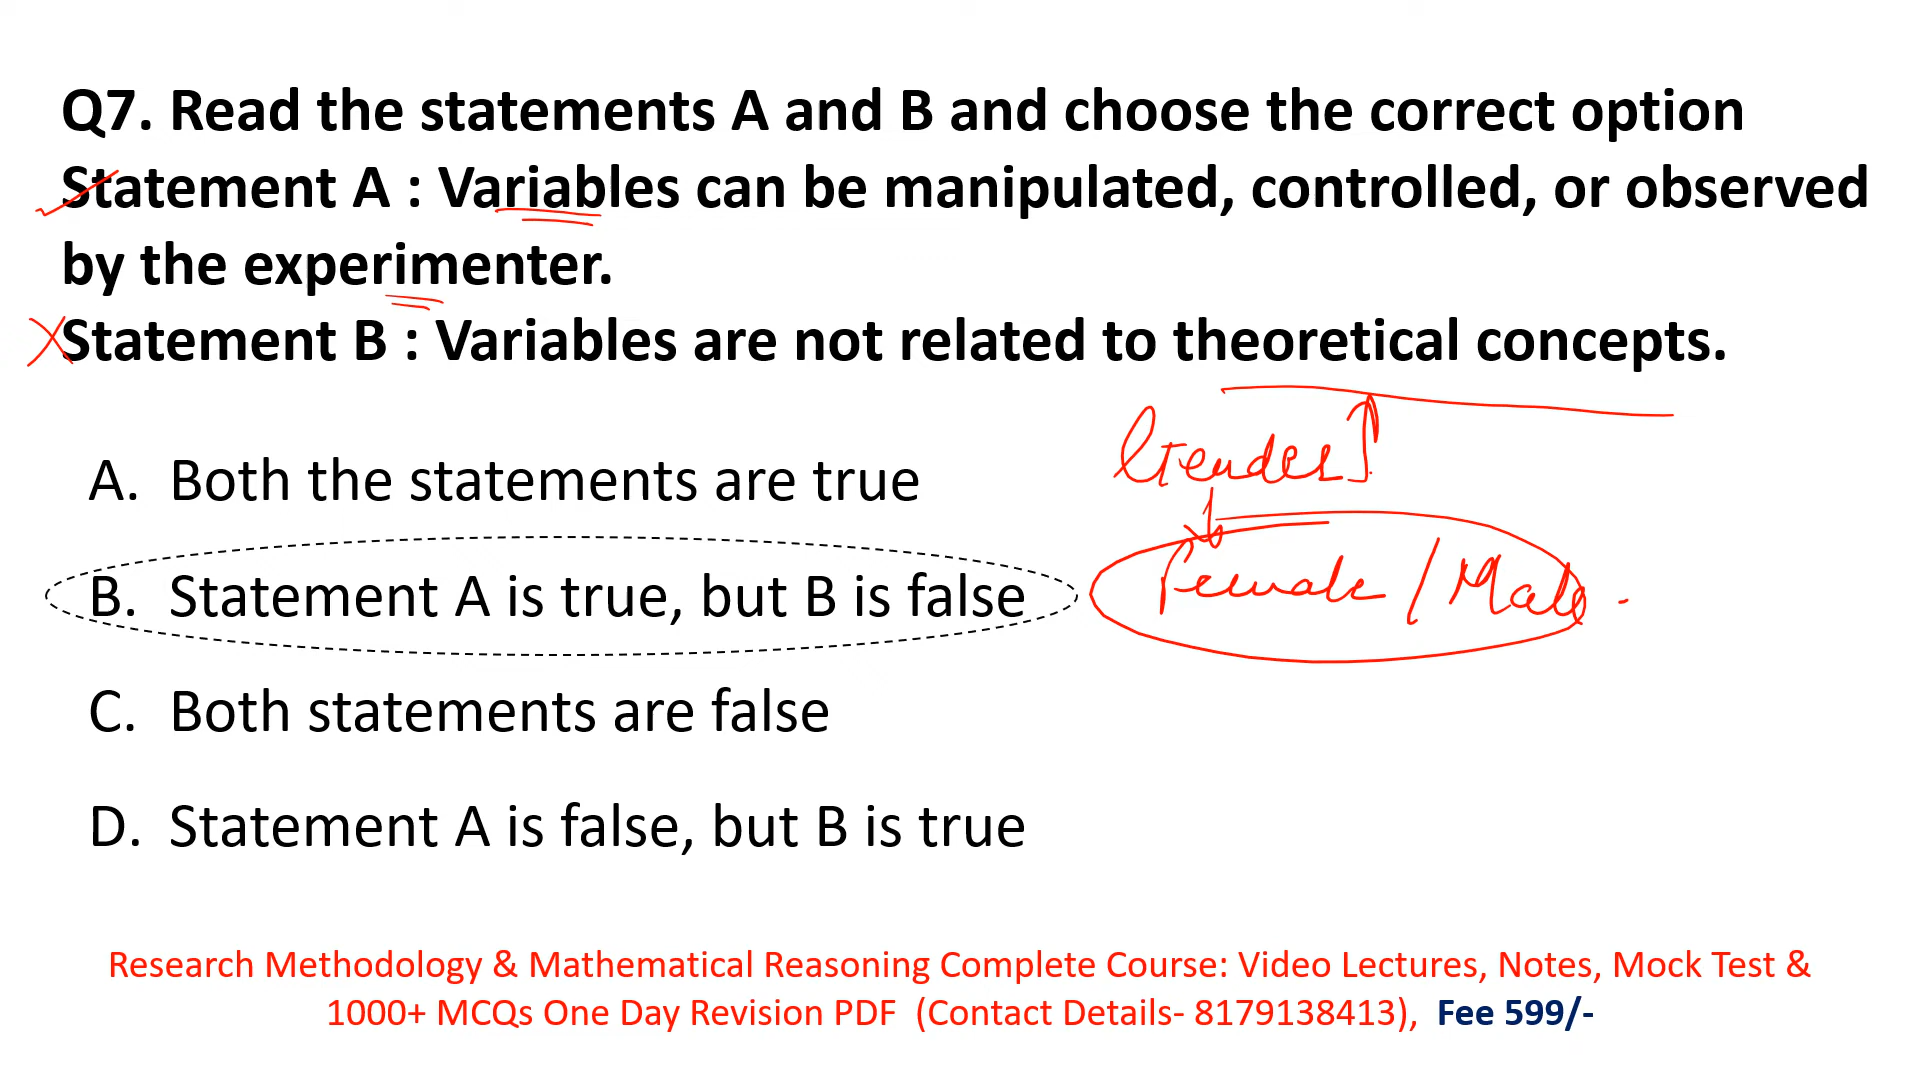 Q7. Read the statements A and B and choose the correct option
Statement A : Variables can be manipulated, controlled, or observed
by the experimenter.
Statement B : Variables are not related to theoretical concepts.
A. Both the statements are true
Gender
B. Statement A is true, but B is false
Female / Male
C. Both statements are false
D. Statement A is false, but B is true
Research Methodology & Mathematical Reasoning Complete Course: Video Lectures, Notes, Mock Test &
1000+ MCQs One Day Revision PDF (Contact Details- 8179138413), Fee 599/-